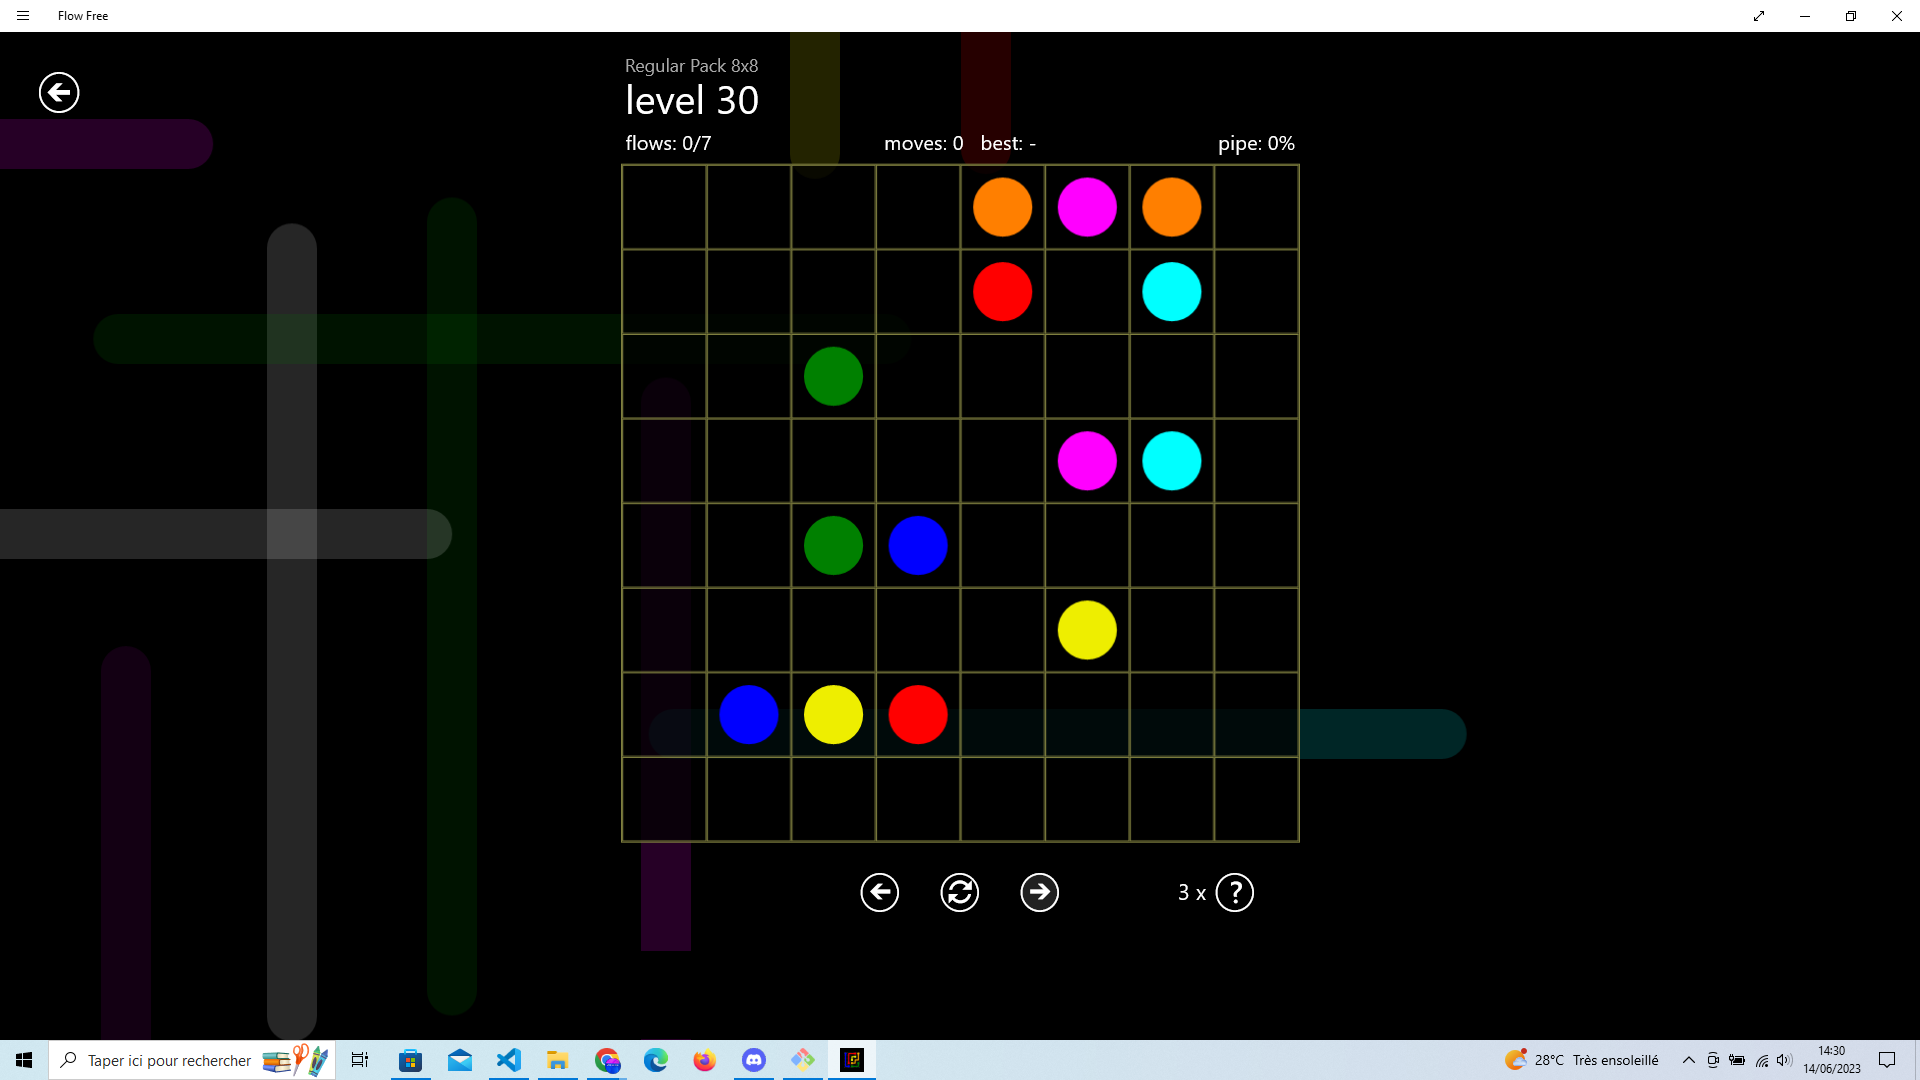 Flow Free
Regular Pack 8x8
level 30
flows: 0/7
moves: 0 best: -
pipe: 0%
3 x ?
Taper ici pour rechercher
28°C Très ensoleillé
14:30
14/06/2023